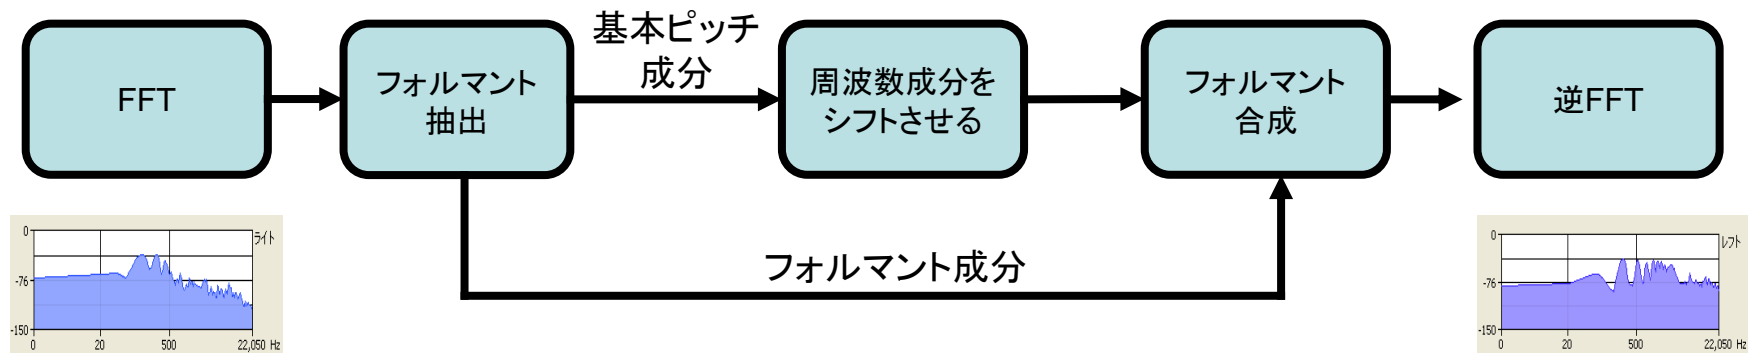 FFT
フォルマント
抽出
基本ピッチ
成分
周波数成分を
シフトさせる
フォルマント
合成
逆FFT
フォルマント成分
0
-76
-150
0
20
500
22,050 Hz
ライト
0
-76
-150
0
20
500
22,050 Hz
レフト